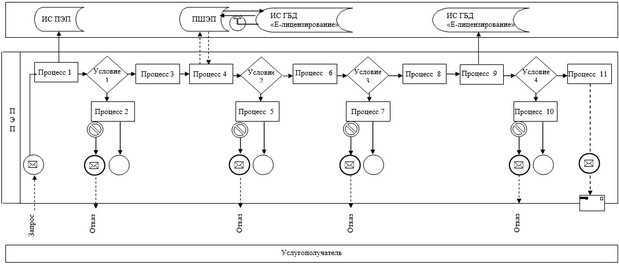 ИС ПЭП
ПШЭП
ИС ГБД
«Е-лицензирование»
ИС ГБД
«Е-лицензирование»
ПЭП
Процесс 1
Условие
1
Процесс 3
Процесс 4
Условие
2
Процесс 6
Условие
3
Процесс 8
Процесс 9
Условие
4
Процесс 11
Процесс 2
Процесс 5
Процесс 7
Процесс 10
Запрос
Отказ
Отказ
Отказ
Отказ
Услугополучатель